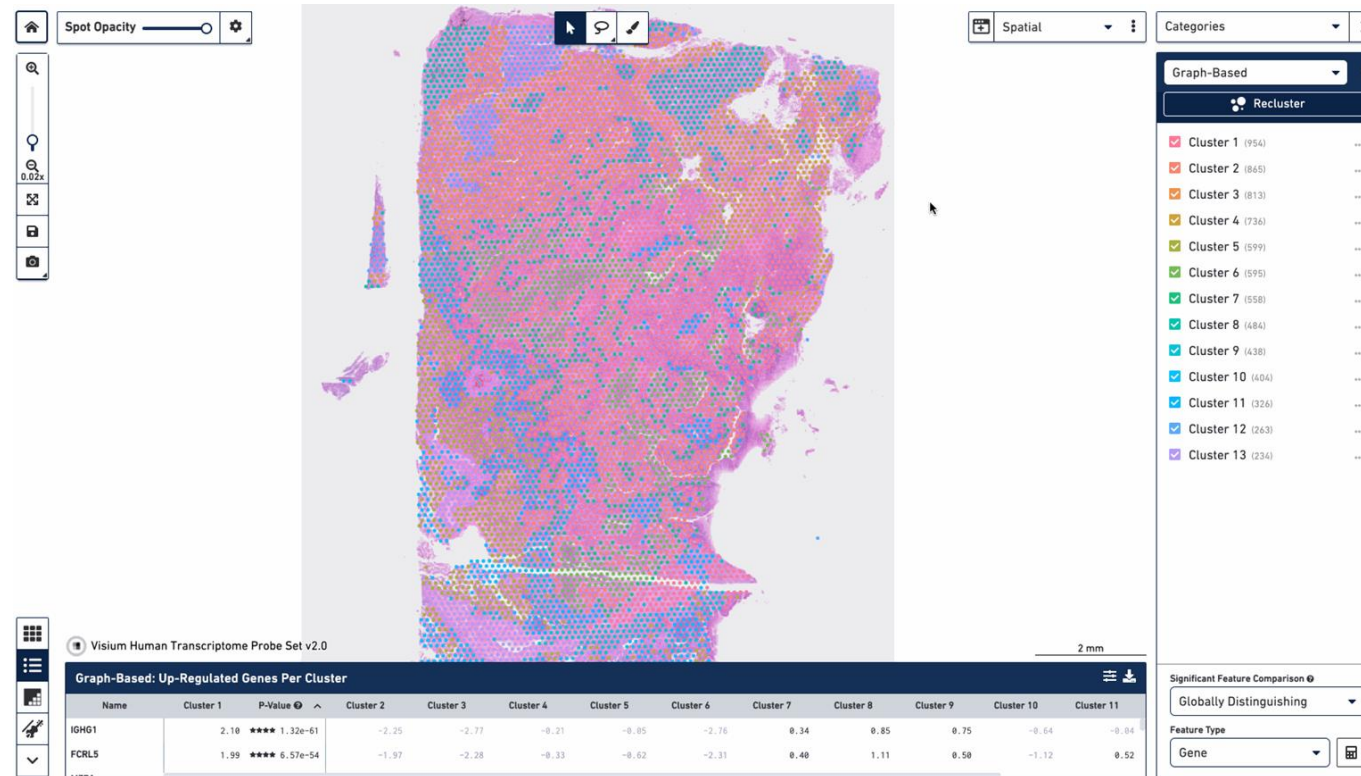 Spot Opacity
Spatial
Categories
Graph-Based
Recluster
0.02x
Cluster 1 (954)
Cluster 2 (865)
Cluster 3 (813)
Cluster 4 (736)
Cluster 5 (599)
Cluster 6 (595)
Cluster 7 (558)
Cluster 8 (484)
Cluster 9 (438)
Cluster 10 (404)
Cluster 11 (326)
Cluster 12 (263)
Cluster 13 (234)
Visium Human Transcriptome Probe Set v2.0
2 mm
Graph-Based: Up-Regulated Genes Per Cluster
Name Cluster 1 P-Value Cluster 2 Cluster 3 Cluster 4 Cluster 5 Cluster 6 Cluster 7 Cluster 8 Cluster 9 Cluster 10 Cluster 11
IGHG1 2.10 **** 1.32e-61 -2.25 -2.77 -0.21 -0.05 -2.76 0.34 0.85 0.75 -0.64 -0.04
FCRL5 1.99 **** 6.57e-54 -1.97 -2.28 -0.33 -0.62 -2.31 0.40 1.11 0.50 -1.12 0.52
Significant Feature Comparison
Globally Distinguishing
Feature Type
Gene